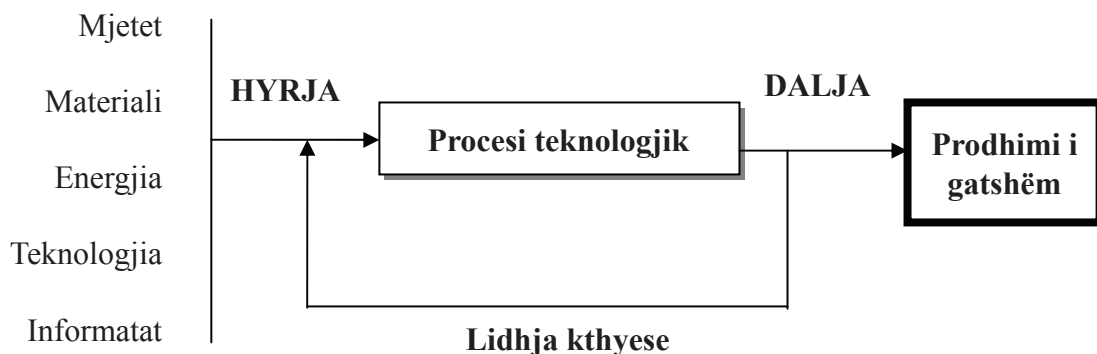 Mjetet
Materiali
Energjia
Teknologjia
Informatat
HYRJA
Procesi teknologjik
DALJA
Prodhimi i
gatshëm
Lidhja kthyese